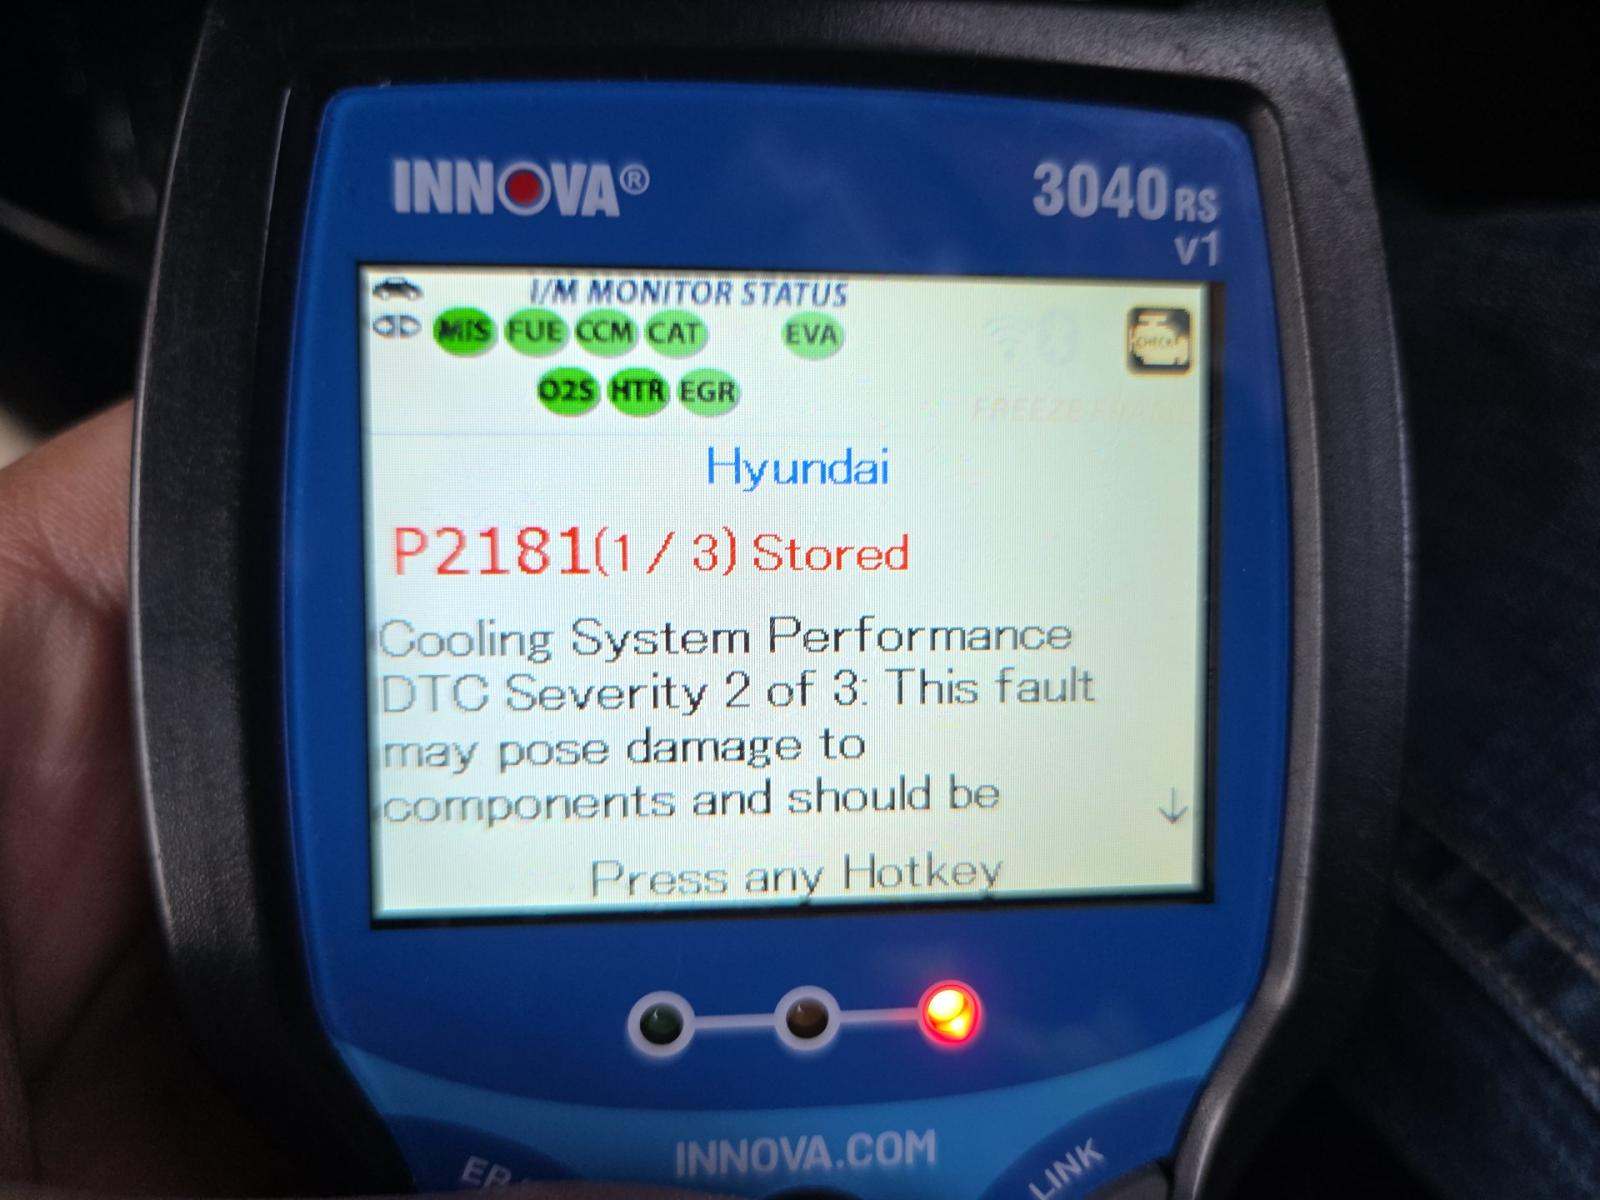 INNOVA®
3040RS
v1
I/M MONITOR STATUS
MIS FUE CCM CAT EVA
CHECK
O2S HTR EGR
FREEZE
Hyundai
P2181(1/3) Stored
Cooling System Performance
DTC Severity 2 of 3: This fault
may pose damage to
components and should be
Press any Hotkey
INNOVA.COM
LINK